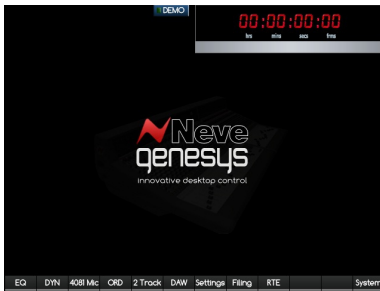 DEMO
00:00:00:00
hrs mins secs frms
Neve
genesys
innovative desktop control
EQ DYN 4081 Mic ORD 2 Track DAW Settings Filing RTE System